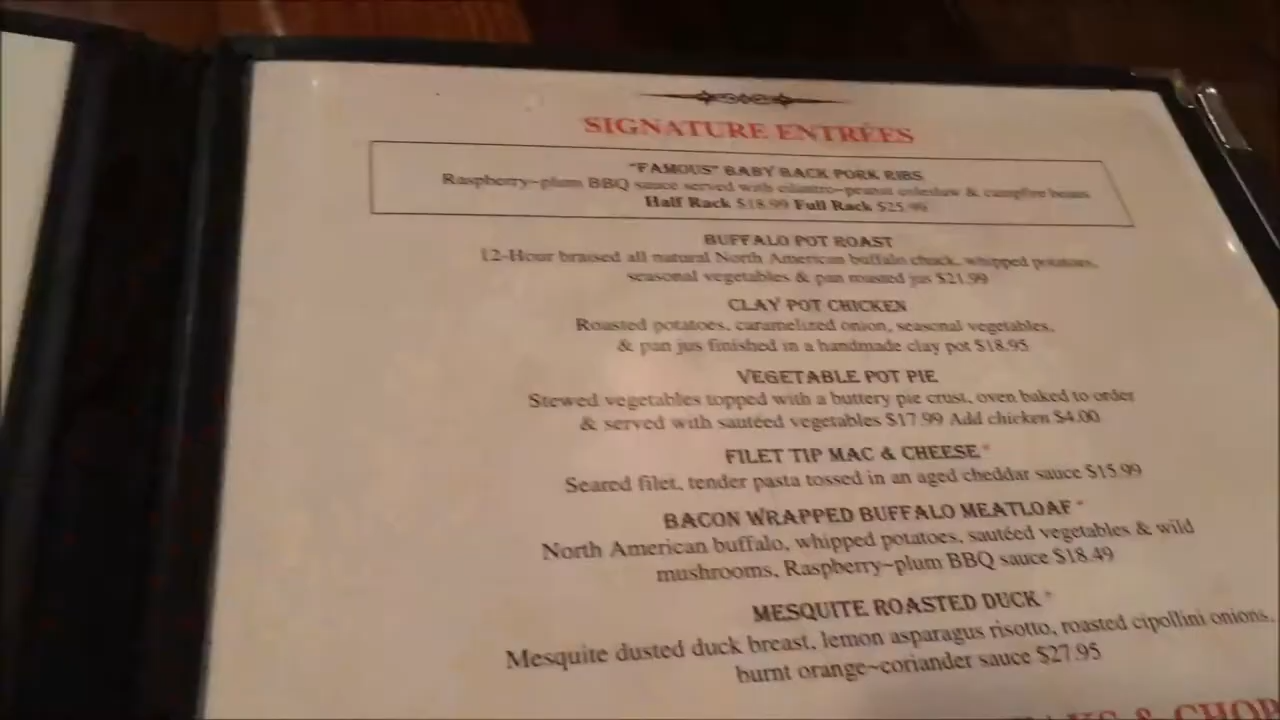 SIGNATURE ENTRÉES
"FAMOUS" BABY BACK PORK RIBS
Raspberry~plum BBQ sauce served with cilantro~peanut coleslaw & campfire beans
Half Rack $18.99 Full Rack $25.99
BUFFALO POT ROAST
12-Hour braised all natural North American buffalo chuck, whipped potatoes,
seasonal vegetables & pan roasted jus $21.99
CLAY POT CHICKEN
Roasted potatoes, caramelized onion, seasonal vegetables,
& pan jus finished in a handmade clay pot $18.95
VEGETABLE POT PIE
Stewed vegetables topped with a buttery pie crust, oven baked to order
& served with sautéed vegetables $17.99 Add chicken $4.00
FILET TIP MAC & CHEESE*
Seared filet, tender pasta tossed in an aged cheddar sauce $15.99
BACON WRAPPED BUFFALO MEATLOAF*
North American buffalo, whipped potatoes, sautéed vegetables & wild
mushrooms, Raspberry~plum BBQ sauce $18.49
MESQUITE ROASTED DUCK*
Mesquite dusted duck breast, lemon asparagus risotto, roasted cipollini onions,
burnt orange~coriander sauce $27.95
& CHOP